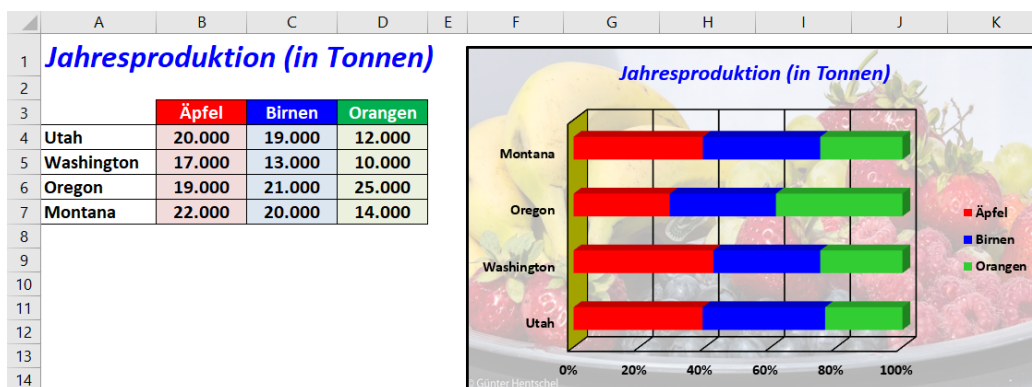 A B C D E F G H I J K
1 Jahresproduktion (in Tonnen)
2
3 Äpfel Birnen Orangen
4 Utah 20.000 19.000 12.000
5 Washington 17.000 13.000 10.000
6 Oregon 19.000 21.000 25.000
7 Montana 22.000 20.000 14.000
8
9
10
11
12
13
14
Jahresproduktion (in Tonnen)
Montana
Oregon
Washington
Utah
0% 20% 40% 60% 80% 100%
Äpfel
Birnen
Orangen
© Günter Hentschel